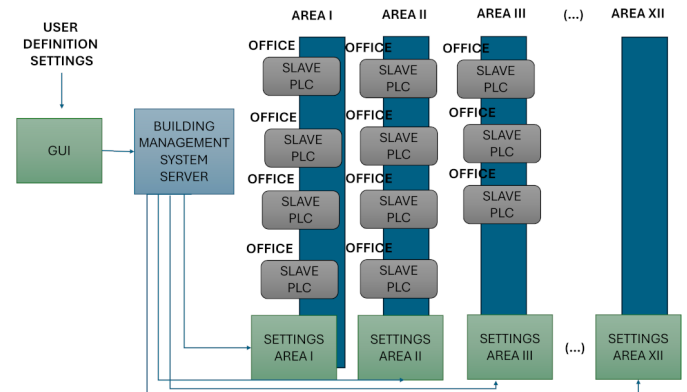 AREA I
AREA II
AREA III
(...)
AREA XII
USER
DEFINITION
SETTINGS
GUI
BUILDING
MANAGEMENT
SYSTEM
SERVER
OFFICE
SLAVE
PLC
OFFICE
SLAVE
PLC
OFFICE
SLAVE
PLC
OFFICE
SLAVE
PLC
SETTINGS
AREA I
OFFICE
SLAVE
PLC
OFFICE
SLAVE
PLC
OFFICE
SLAVE
PLC
OFFICE
SLAVE
PLC
SETTINGS
AREA II
OFFICE
SLAVE
PLC
OFFICE
SLAVE
PLC
OFFICE
SLAVE
PLC
SETTINGS
AREA III
(...)
SETTINGS
AREA XII